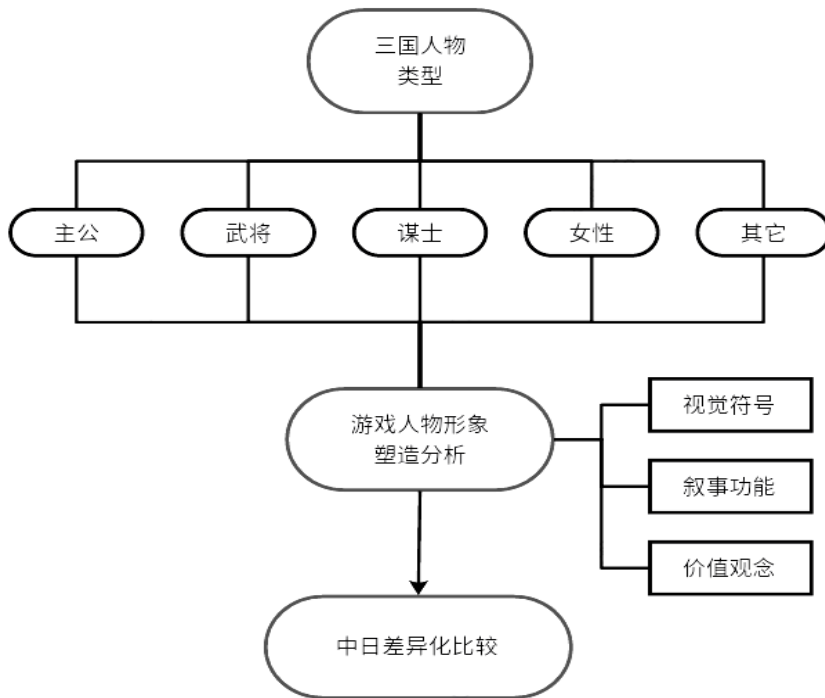 三国人物
类型
主公
武将
谋士
女性
其它
游戏人物形象
塑造分析
视觉符号
叙事功能
价值观念
中日差异化比较